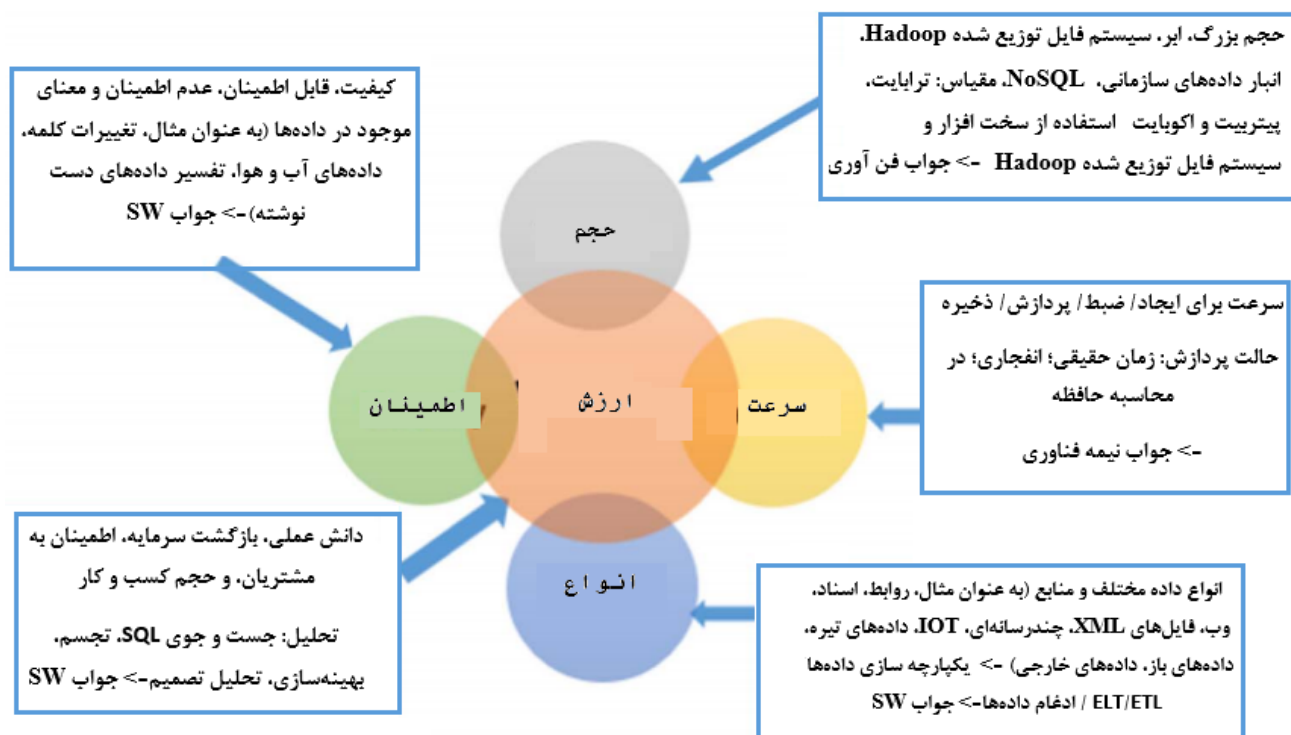 حجم بزرگ، ابر، سیستم فایل توزیع شده Hadoop،
انبار داده‌های سازمانی، NoSQL، مقیاس: ترابایت،
پیتربیت و اکوبایت استفاده از سخت افزار و
سیستم فایل توزیع شده Hadoop -> جواب فن آوری
کیفیت، قابل اطمینان، عدم اطمینان و معنای
موجود در داده‌ها (به عنوان مثال، تغییرات کلمه،
داده‌های آب و هوا، تفسیر داده‌های دست
نوشته)-> جواب SW
حجم
سرعت برای ایجاد/ ضبط/ پردازش/ ذخیره
حالت پردازش: زمان حقیقی؛ انفجاری؛ در
محاسبه حافظه
-> جواب نیمه فناوری
سرعت
ارزش
اطمینان
انواع
دانش عملی، بازگشت سرمایه، اطمینان به
مشتریان، و حجم کسب و کار
تحلیل: جست و جوی SQL، تجسم،
بهینه‌سازی، تحلیل تصمیم-> جواب SW
انواع داده مختلف و منابع (به عنوان مثال، روابط، اسناد،
وب، فایل‌های XML، چندرسانه‌ای، IOT، داده‌های تیره،
داده‌های باز، داده‌های خارجی) -> یکپارچه سازی داده‌ها
ELT/ETL / ادغام داده‌ها-> جواب SW